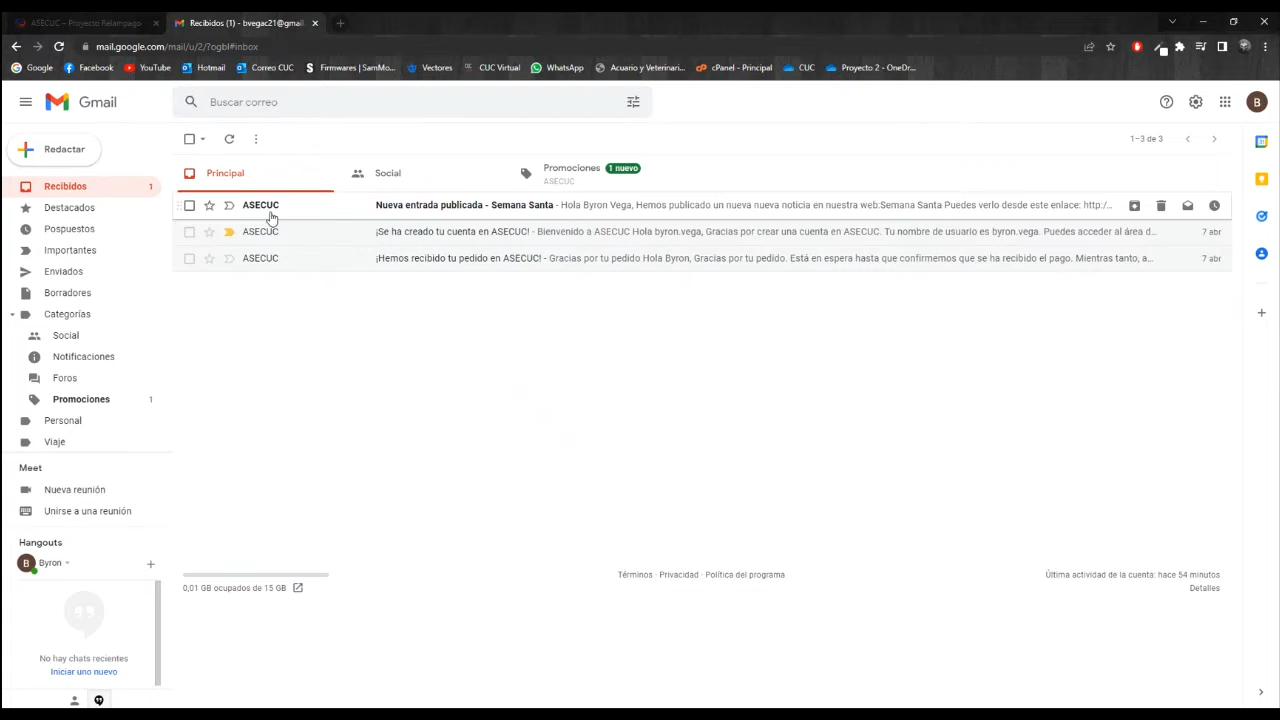 ASECUC – Proyecto Relampago
Recibidos (1) - bvegac21@gmail
mail.google.com/mail/u/2/?ogbl#inbox
Google Facebook YouTube Hotmail Correo CUC Firmwares | SamMo... Vectores CUC Virtual WhatsApp Acuario y Veterinari... cPanel - Principal CUC Proyecto 2 - OneDr...
Gmail
Buscar correo
B
Redactar
1–3 de 3
Principal
Social
Promociones 1 nuevo
ASECUC
Recibidos 1
Destacados
Pospuestos
Importantes
Enviados
Borradores
Categorías
Social
Notificaciones
Foros
Promociones 1
Personal
Viaje
ASECUC Nueva entrada publicada - Semana Santa - Hola Byron Vega, Hemos publicado un nueva nueva noticia en nuestra web:Semana Santa Puedes verlo desde este enlace: http:/...
ASECUC ¡Se ha creado tu cuenta en ASECUC! - Bienvenido a ASECUC Hola byron.vega, Gracias por crear una cuenta en ASECUC. Tu nombre de usuario es byron.vega. Puedes acceder al área d... 7 abr
ASECUC ¡Hemos recibido tu pedido en ASECUC! - Gracias por tu pedido Hola Byron, Gracias por tu pedido. Está en espera hasta que confirmemos que se ha recibido el pago. Mientras tanto, a... 7 abr
Meet
Nueva reunión
Unirse a una reunión
Hangouts
B Byron
No hay chats recientes
Iniciar uno nuevo
0,01 GB ocupados de 15 GB
Términos · Privacidad · Política del programa
Última actividad de la cuenta: hace 54 minutos
Detalles